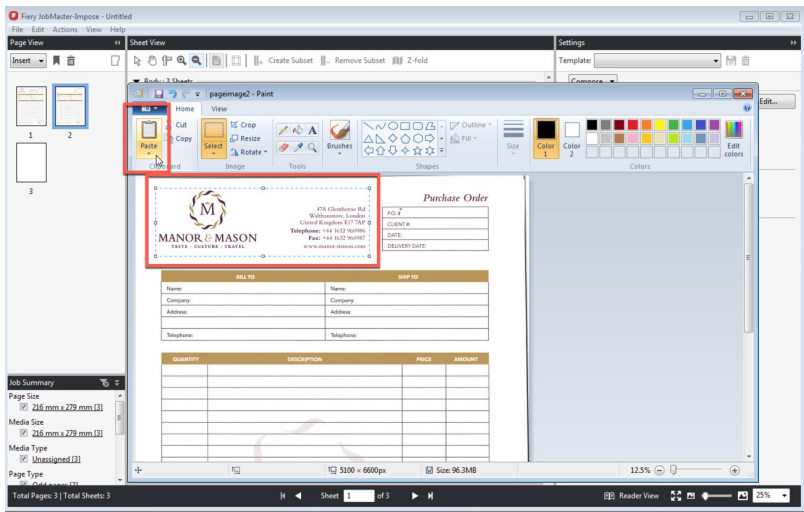 Fiery JobMaster-Impose - Untitled
File Edit Actions View Help
Page View
Sheet View
Settings
Insert
Create Subset
Remove Subset
Z-fold
Template:
Body: 3 Sheets
Compose
Edit...
1 2
3
pageimage2 - Paint
Home View
Paste
Cut
Copy
Clipboard
Select
Crop
Resize
Rotate
Image
A
Tools
Brushes
Outline
Fill
Shapes
Size
Color 1
Color 2
Edit colors
Colors
M
MANOR & MASON
TASTE - CULTURE - TRAVEL
47A Glenthorne Rd
Walthamstow, London
United Kingdom E17 7AP
Telephone: +44 1632 960986
Fax: +44 1632 960987
www.manor-mason.com
Purchase Order
P.O. #
CLIENT #:
DATE:
DELIVERY DATE:
BILL TO SHIP TO
Name: Name:
Company: Company:
Address: Address:
Telephone: Telephone:
QUANTITY DESCRIPTION PRICE AMOUNT
5100 × 6600px
Size: 96.3MB
12.5%
Job Summary
Page Size
216 mm x 279 mm [3]
Media Size
216 mm x 279 mm [3]
Media Type
Unassigned [3]
Page Type
Odd pages [2]
Total Pages: 3 | Total Sheets: 3
Sheet 1 of 3
Reader View
25%